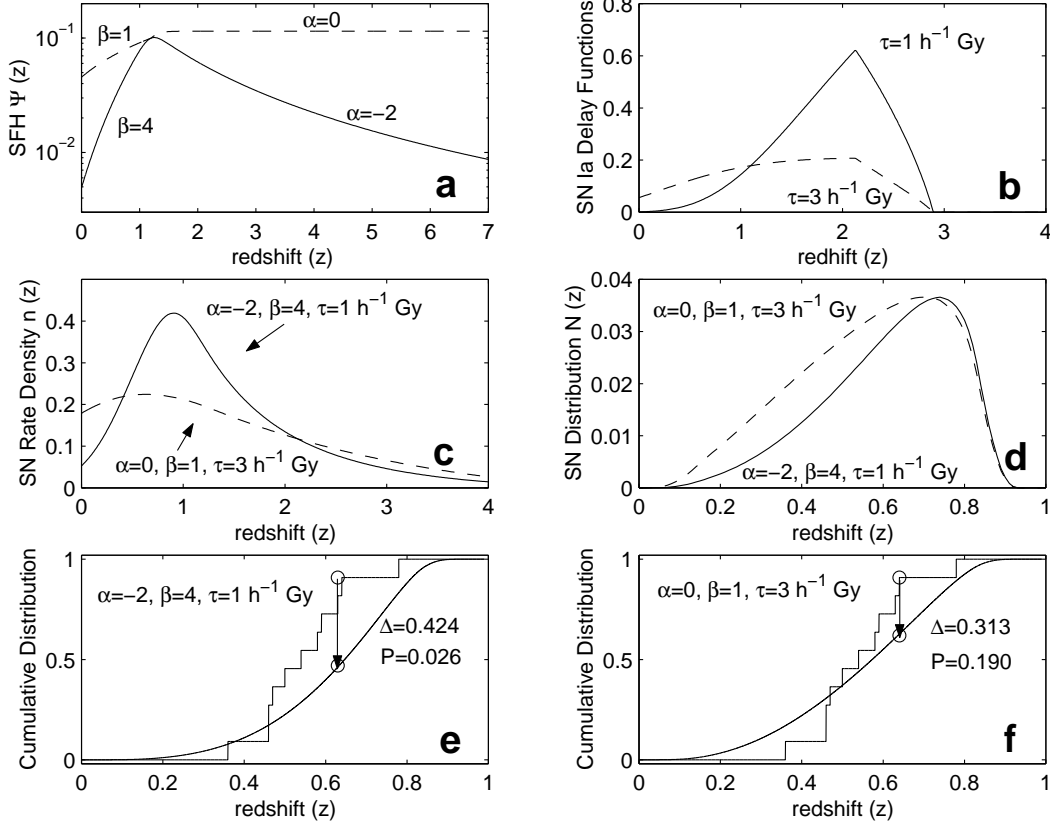 SFH Ψ (z)
10⁻¹
10⁻²
β=1
α=0
β=4
α=−2
a
0 1 2 3 4 5 6 7
redshift (z)
SN Ia Delay Functions
0.8
0.6
0.4
0.2
0
τ=1 h⁻¹ Gy
τ=3 h⁻¹ Gy
b
0 1 2 3 4
redhift (z)
SN Rate Density n (z)
0.4
0.3
0.2
0.1
0
α=−2, β=4, τ=1 h⁻¹ Gy
α=0, β=1, τ=3 h⁻¹ Gy
c
0 1 2 3 4
redshift (z)
SN Distribution N (z)
0.04
0.03
0.02
0.01
0
α=0, β=1, τ=3 h⁻¹ Gy
α=−2, β=4, τ=1 h⁻¹ Gy
d
0 0.2 0.4 0.6 0.8 1
redshift (z)
Cumulative Distribution
1
0.5
0
α=−2, β=4, τ=1 h⁻¹ Gy
Δ=0.424
P=0.026
e
0 0.2 0.4 0.6 0.8 1
redshift (z)
Cumulative Distribution
1
0.5
0
α=0, β=1, τ=3 h⁻¹ Gy
Δ=0.313
P=0.190
f
0 0.2 0.4 0.6 0.8 1
redshift (z)